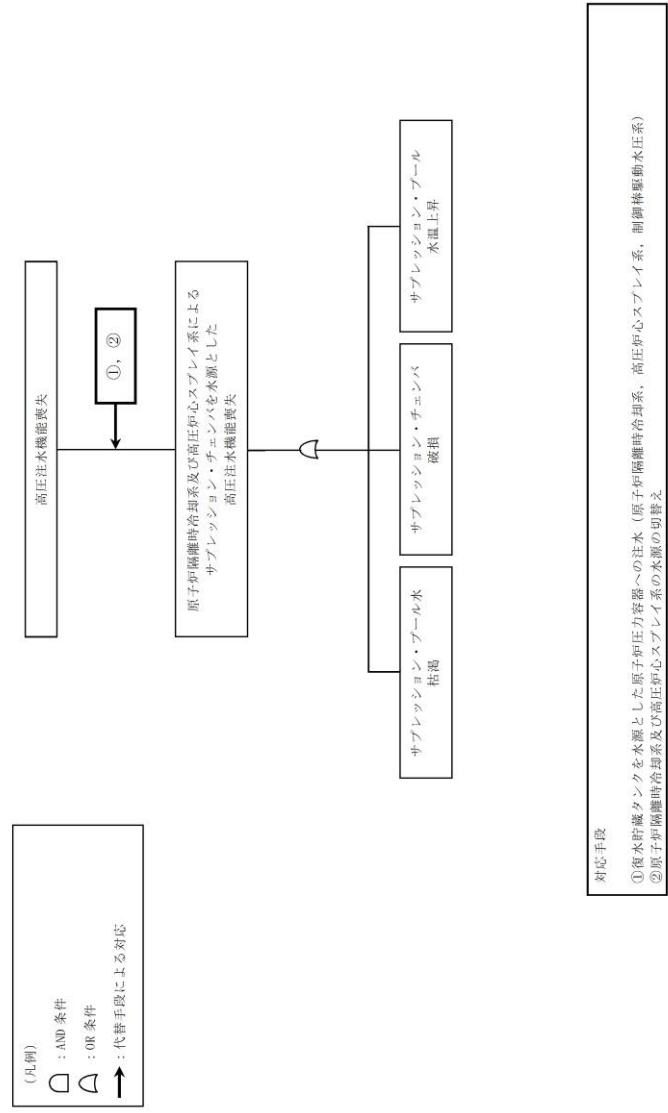 (凡例)
：AND 条件
：OR 条件
：代替手段による対応
高圧注水機能喪失
①，②
原子炉隔離時冷却系及び高圧炉心スプレイ系による
サプレッション・チェンバを水源とした
高圧注水機能喪失
サプレッション・プール水
枯渇
サプレッション・チェンバ
破損
サプレッション・プール
水温上昇
対応手段
①復水貯蔵タンクを水源とした原子炉圧力容器への注水（原子炉隔離時冷却系，高圧炉心スプレイ系，制御棒駆動水圧系）
②原子炉隔離時冷却系及び高圧炉心スプレイ系の水源の切替え